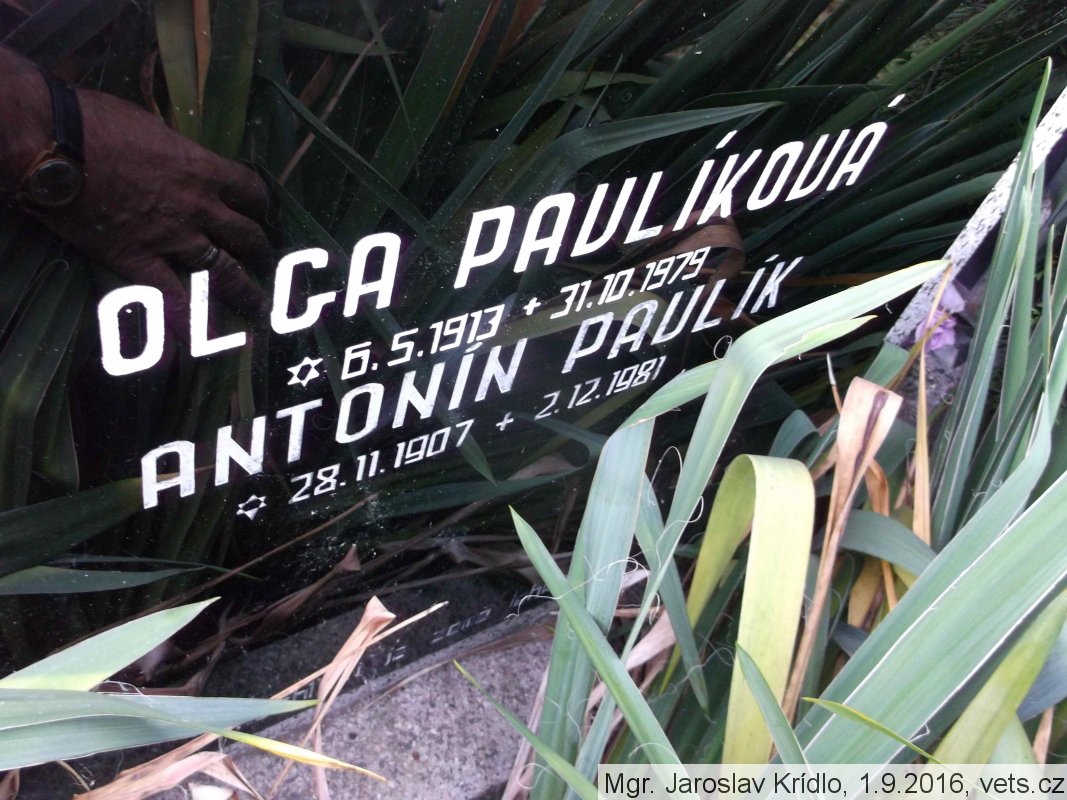 OLGA PAULÍKOVÁ
✡ 6.5.1913 + 31.10.1979
ANTONÍN PAULÍK
✡ 28.11.1907 + 2.12.1981
Mgr. Jaroslav Krídlo, 1.9.2016, vets.cz